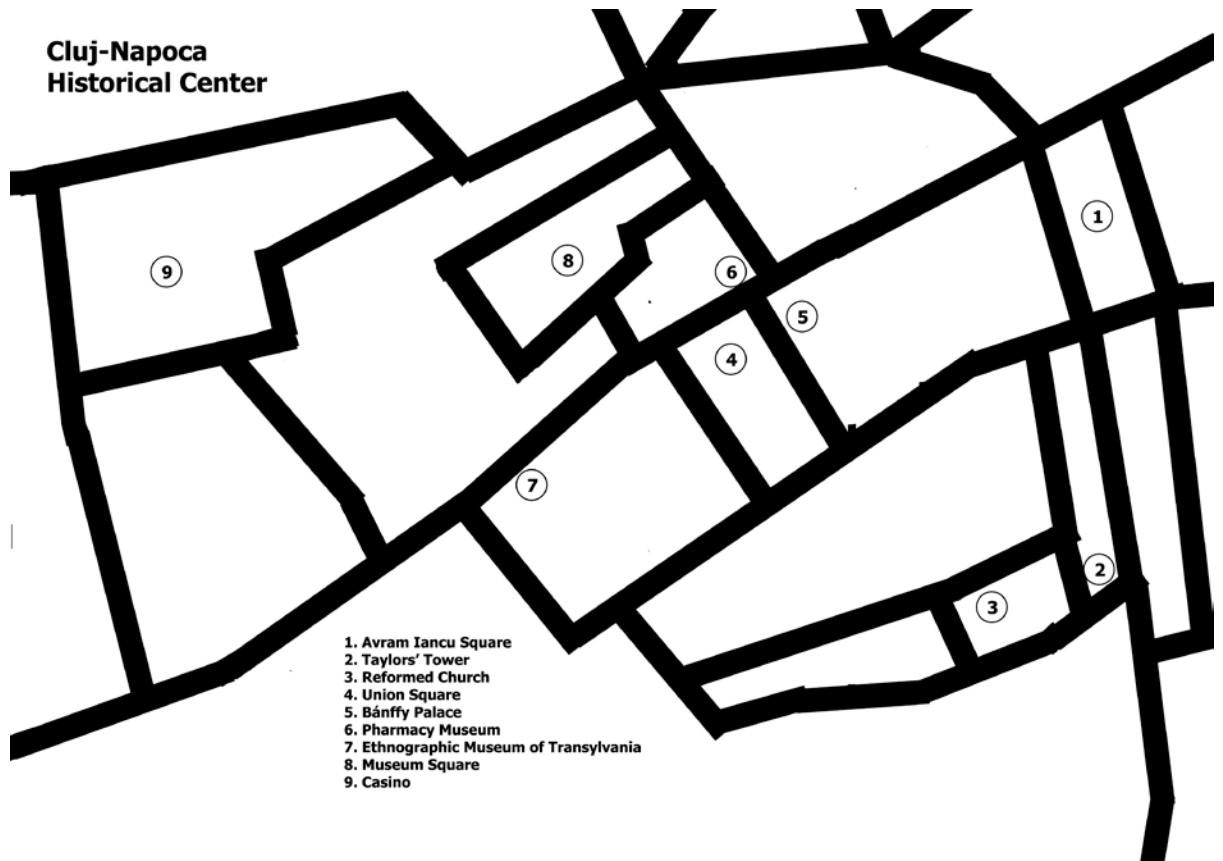 Cluj-Napoca
Historical Center
1
9
8
6
5
4
7
2
3
1. Avram Iancu Square
2. Taylors' Tower
3. Reformed Church
4. Union Square
5. Bánffy Palace
6. Pharmacy Museum
7. Ethnographic Museum of Transylvania
8. Museum Square
9. Casino